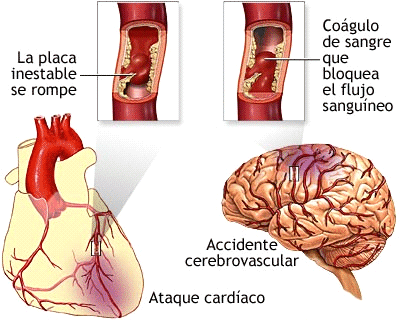 La placa
inestable
se rompe
Coágulo
de sangre
que
bloquea
el flujo
sanguíneo
Accidente
cerebrovascular
Ataque cardíaco